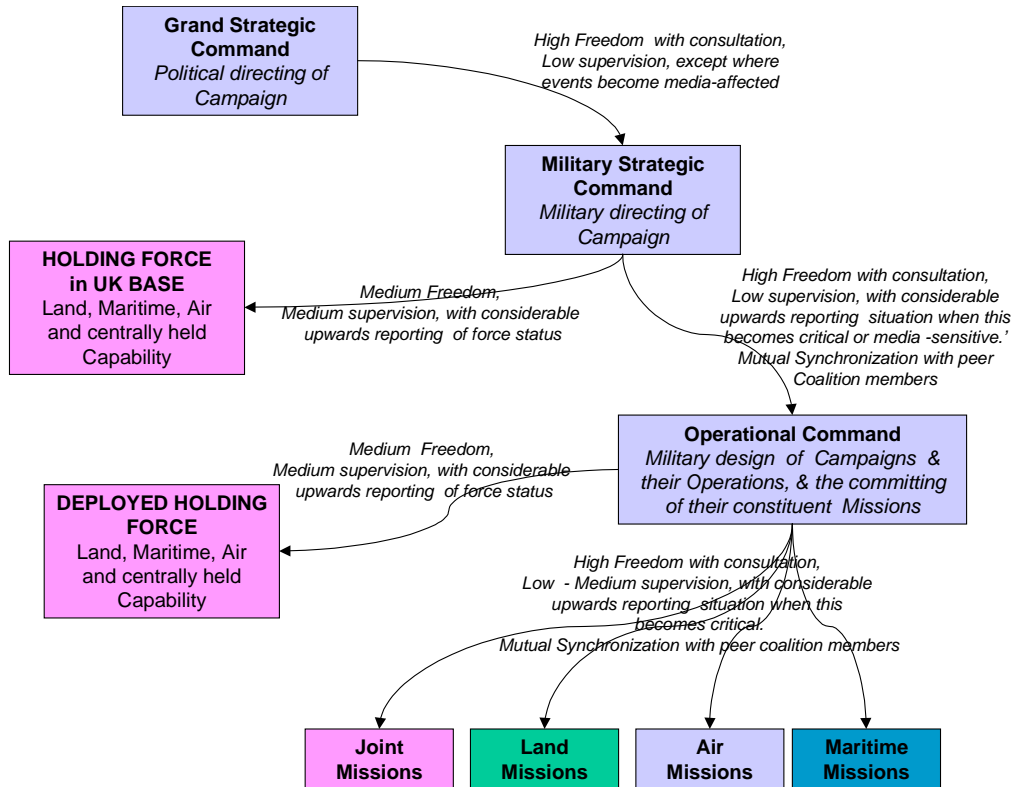 Grand Strategic
Command
Political directing of
Campaign
High Freedom with consultation,
Low supervision, except where
events become media-affected
Military Strategic
Command
Military directing of
Campaign
HOLDING FORCE
in UK BASE
Land, Maritime, Air
and centrally held
Capability
Medium Freedom,
Medium supervision, with considerable
upwards reporting of force status
High Freedom with consultation,
Low supervision, with considerable
upwards reporting situation when this
becomes critical or media -sensitive.’
Mutual Synchronization with peer
Coalition members
Operational Command
Military design of Campaigns &
their Operations, & the committing
of their constituent Missions
Medium Freedom,
Medium supervision, with considerable
upwards reporting of force status
DEPLOYED HOLDING
FORCE
Land, Maritime, Air
and centrally held
Capability
High Freedom with consultation,
Low - Medium supervision, with considerable
upwards reporting situation when this
becomes critical.
Mutual Synchronization with peer coalition members
Joint
Missions
Land
Missions
Air
Missions
Maritime
Missions